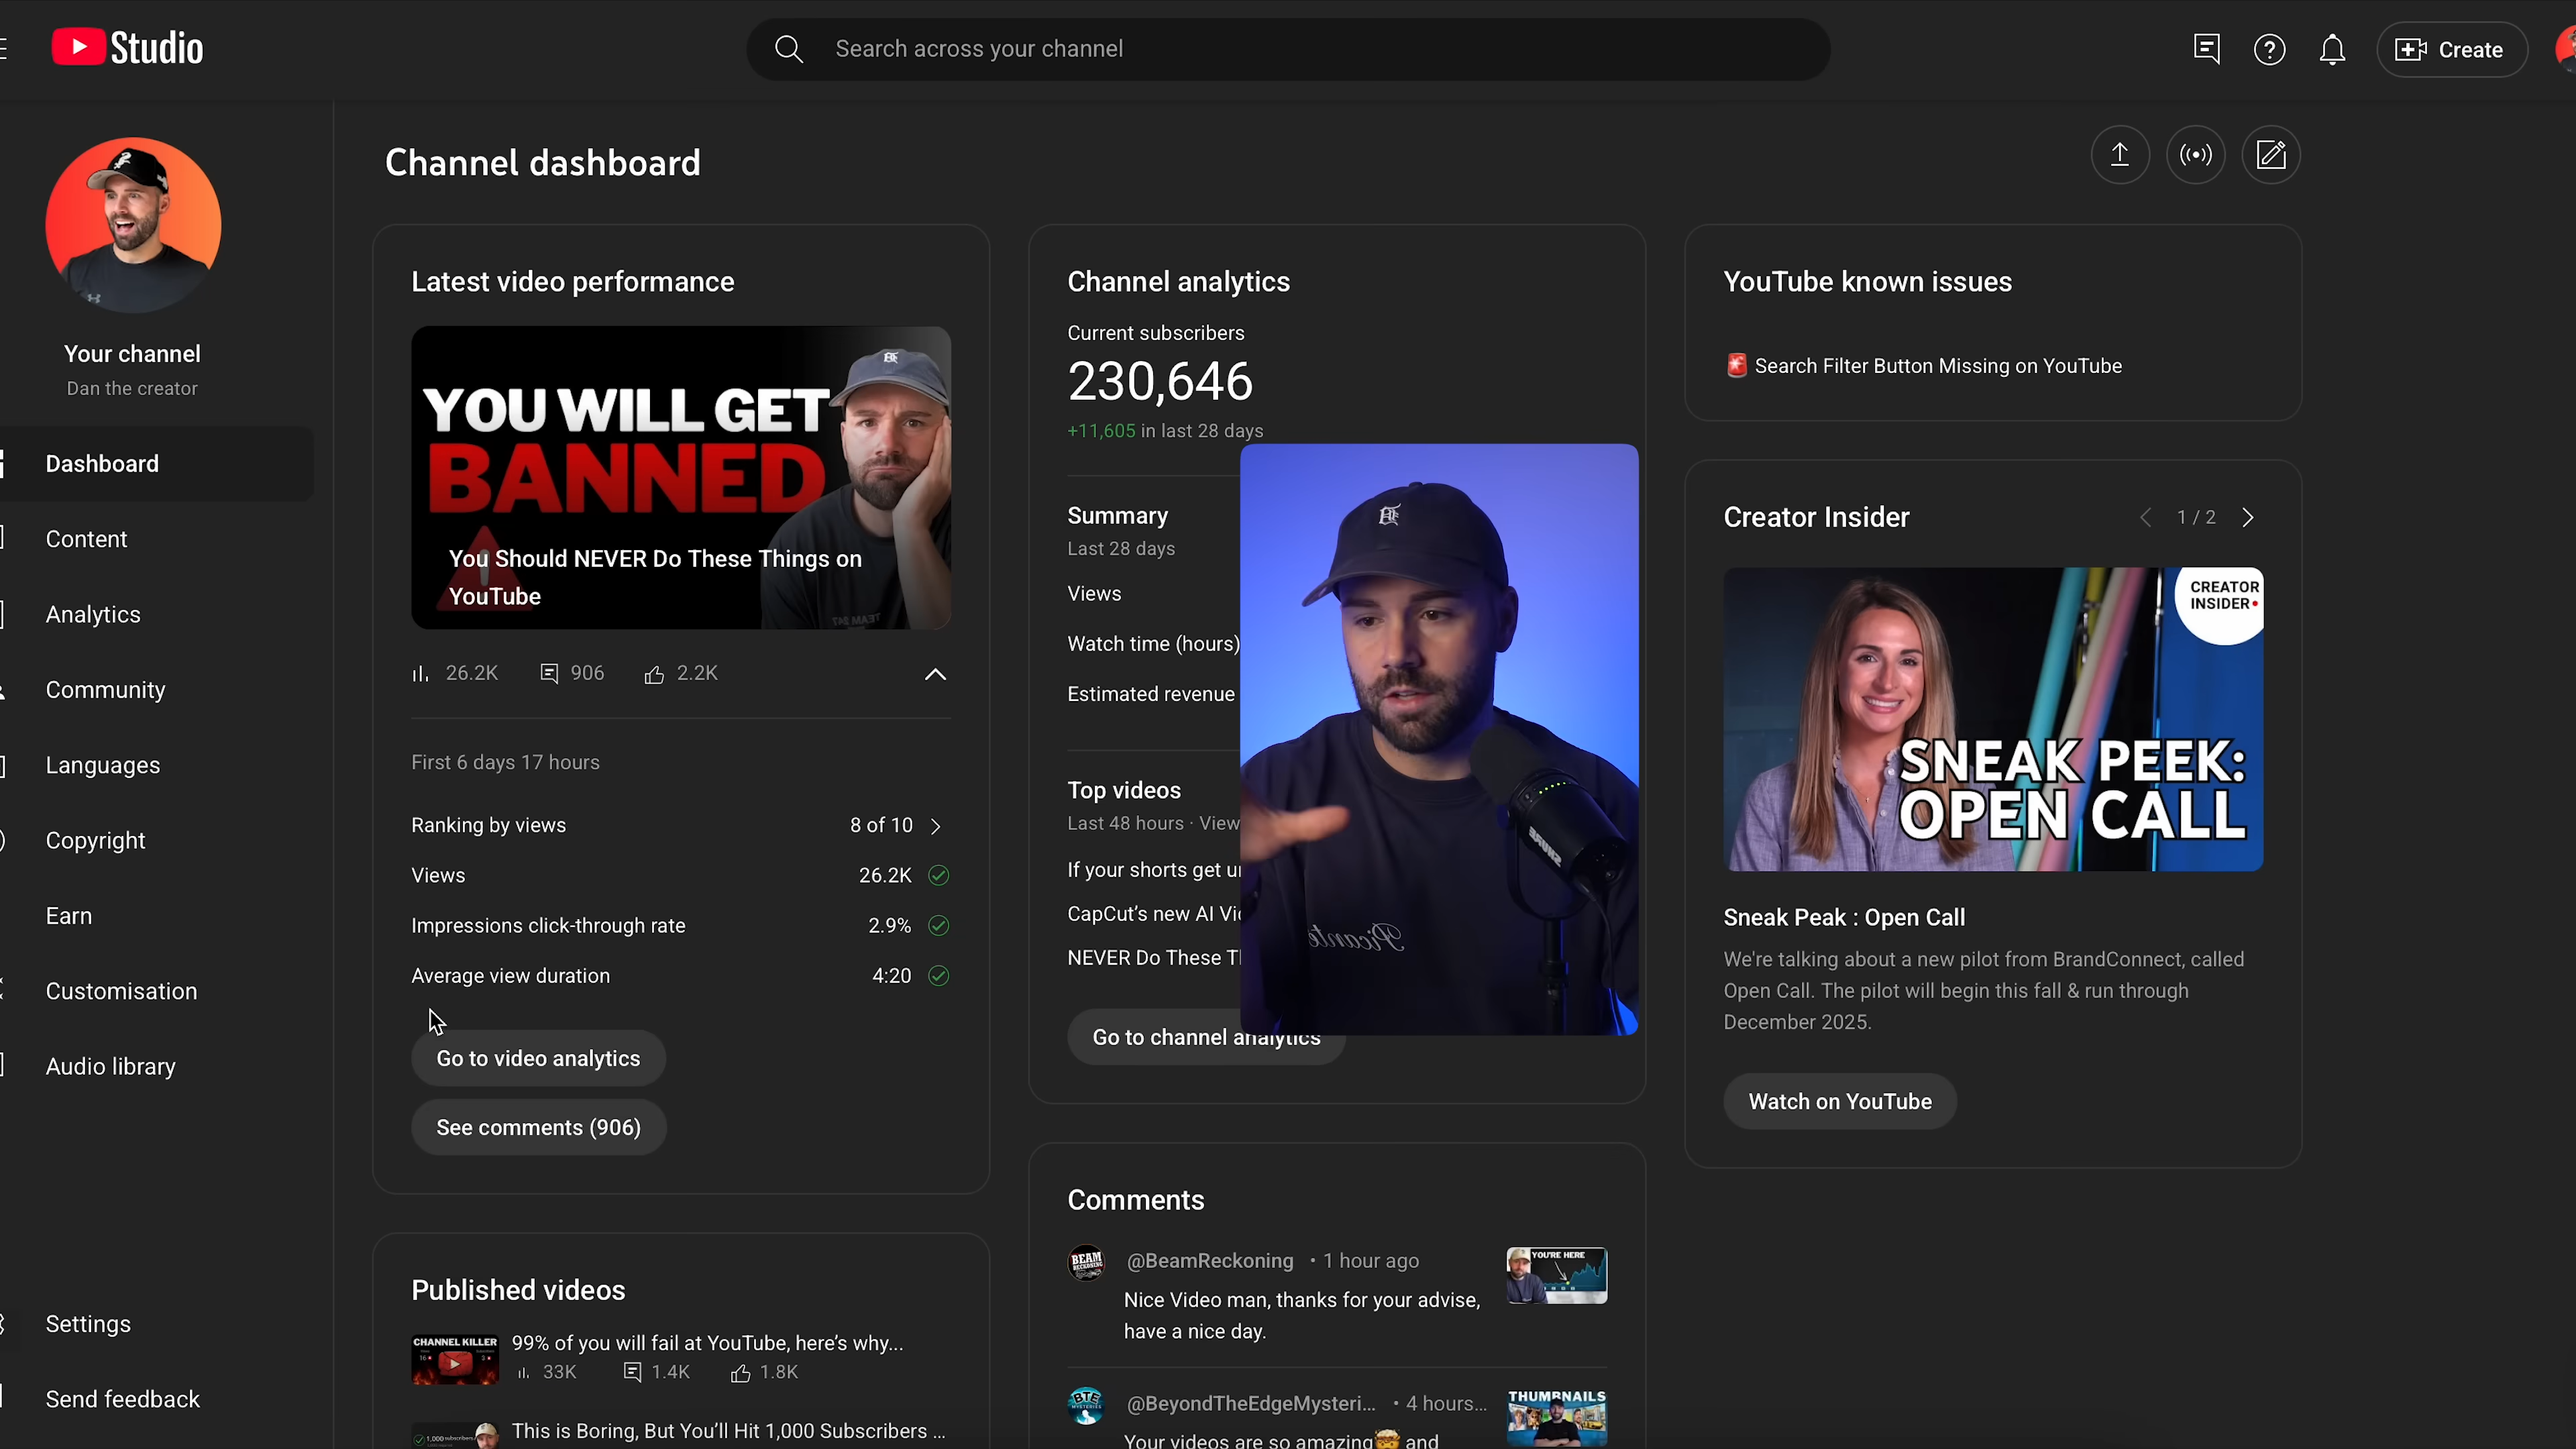 Studio
Search across your channel
Create
Your channel
Dan the creator
Dashboard
Content
Analytics
Community
Languages
Copyright
Earn
Customisation
Audio library
Settings
Send feedback
Channel dashboard
Latest video performance
YOU WILL GET
BANNED
You Should NEVER Do These Things on
YouTube
26.2K 906 2.2K
First 6 days 17 hours
Ranking by views 8 of 10
Views 26.2K
Impressions click-through rate 2.9%
Average view duration 4:20
Go to video analytics
See comments (906)
Published videos
CHANNEL KILLER
99% of you will fail at YouTube, here's why...
33K 1.4K 1.8K
This is Boring, But You'll Hit 1,000 Subscribers ...
Channel analytics
Current subscribers
230,646
+11,605 in last 28 days
Summary
Last 28 days
Views
Watch time (hours)
Estimated revenue
Top videos
Last 48 hours · View
If your shorts get
CapCut's new AI
NEVER Do These
Picante
SHURE
Go to channel analytics
Comments
BEAM
RECKONING
@BeamReckoning • 1 hour ago
YOU'RE HERE
Nice Video man, thanks for your advise,
have a nice day.
BTE
MYSTERIES
@BeyondTheEdgeMysteri... • 4 hours...
THUMBNAILS
Your videos are so amazing🤯 and
YouTube known issues
🚨 Search Filter Button Missing on YouTube
Creator Insider
1 / 2
CREATOR
INSIDER
SNEAK PEEK:
OPEN CALL
Sneak Peak : Open Call
We're talking about a new pilot from BrandConnect, called
Open Call. The pilot will begin this fall & run through
December 2025.
Watch on YouTube